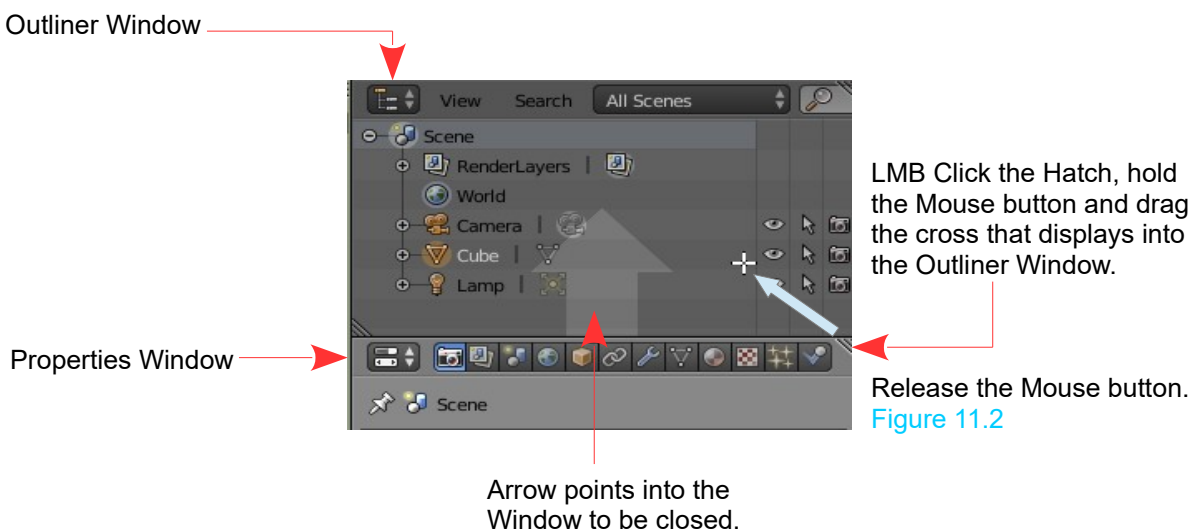 Outliner Window
View Search All Scenes
Scene
RenderLayers
World
Camera
Cube
Lamp
LMB Click the Hatch, hold
the Mouse button and drag
the cross that displays into
the Outliner Window.
Properties Window
Scene
Release the Mouse button.
Figure 11.2
Arrow points into the
Window to be closed.